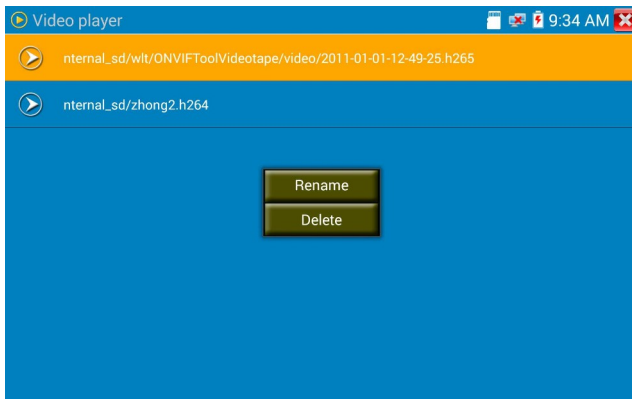 Video player 9:34 AM
nternal_sd/wlt/ONVIFToolVideotape/video/2011-01-01-12-49-25.h265
nternal_sd/zhong2.h264
Rename
Delete